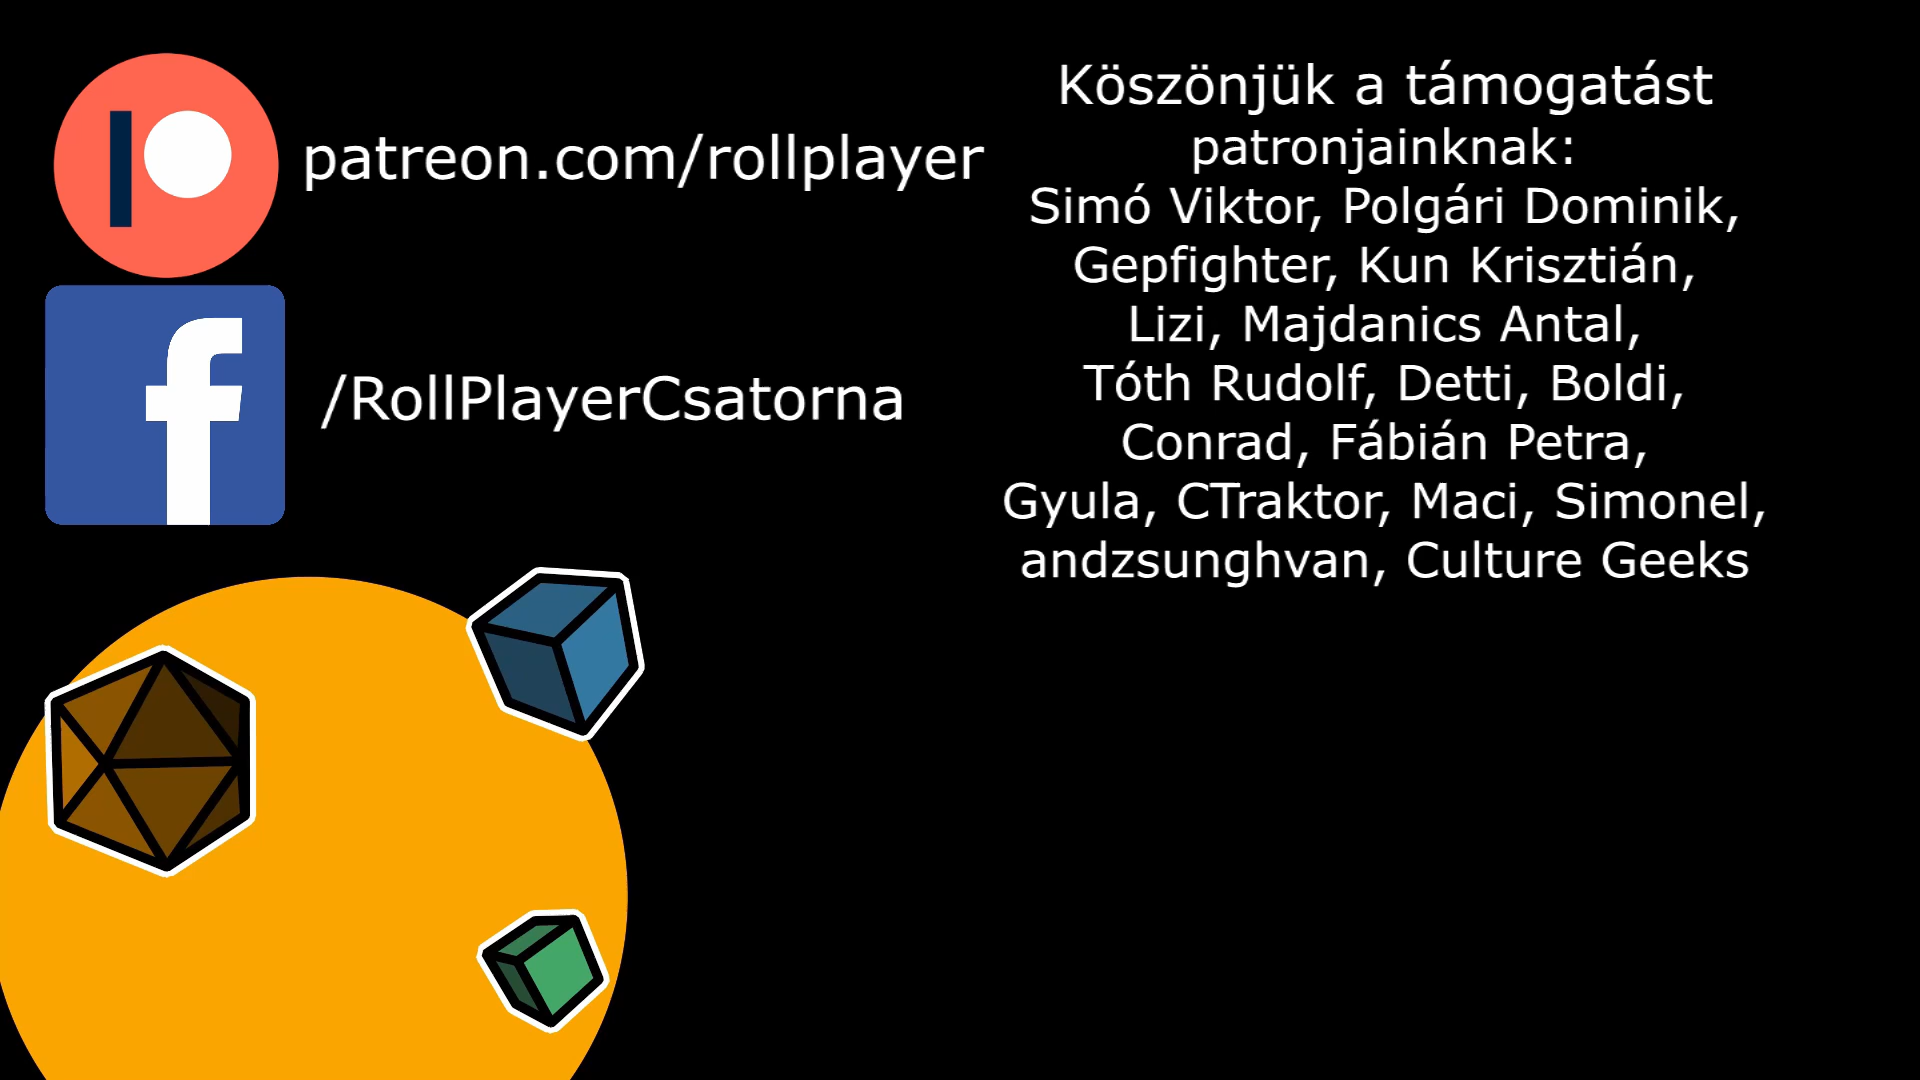 patreon.com/rollplayer
/RollPlayerCsatorna
Köszönjük a támogatást
patronjainknak:
Simó Viktor, Polgári Dominik,
Gepfighter, Kun Krisztián,
Lizi, Majdanics Antal,
Tóth Rudolf, Detti, Boldi,
Conrad, Fábián Petra,
Gyula, CTraktor, Maci, Simonel,
andzsunghvan, Culture Geeks